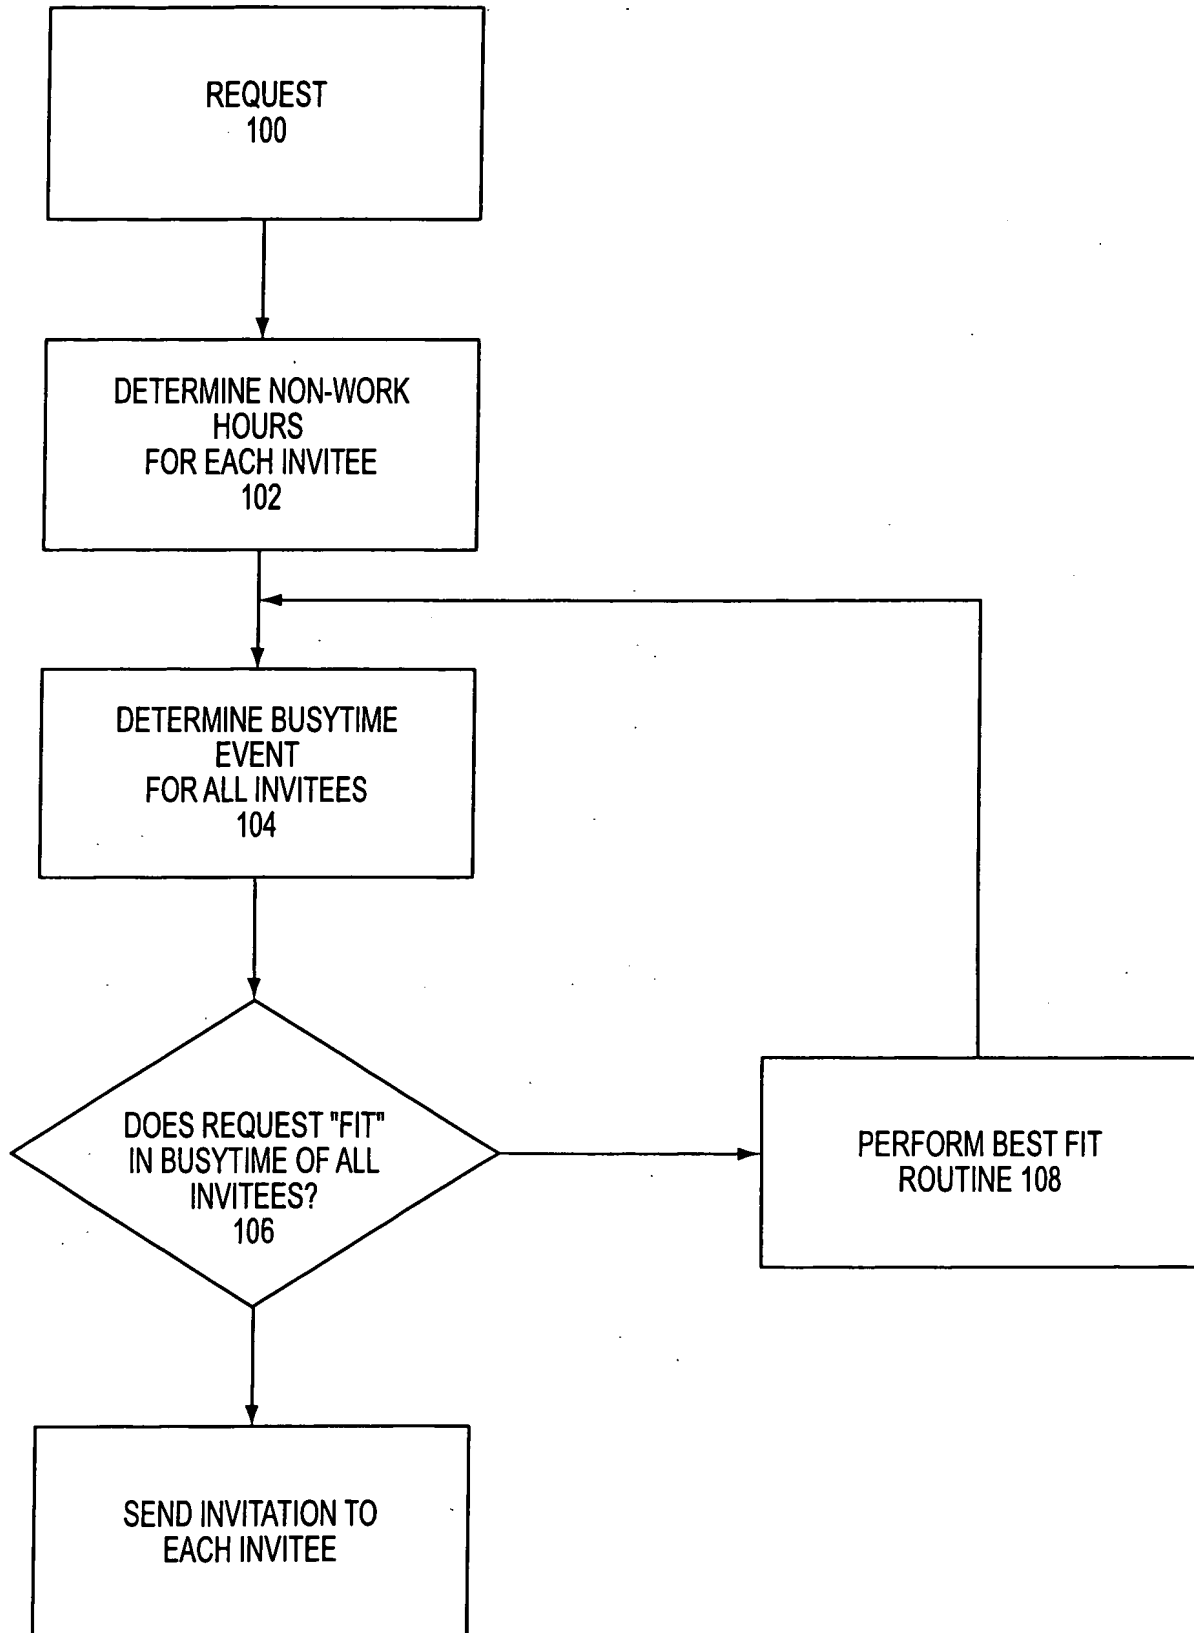 REQUEST
100
DETERMINE NON-WORK
HOURS
FOR EACH INVITEE
102
DETERMINE BUSYTIME
EVENT
FOR ALL INVITEES
104
DOES REQUEST "FIT"
IN BUSYTIME OF ALL
INVITEES?
106
PERFORM BEST FIT
ROUTINE 108
SEND INVITATION TO
EACH INVITEE